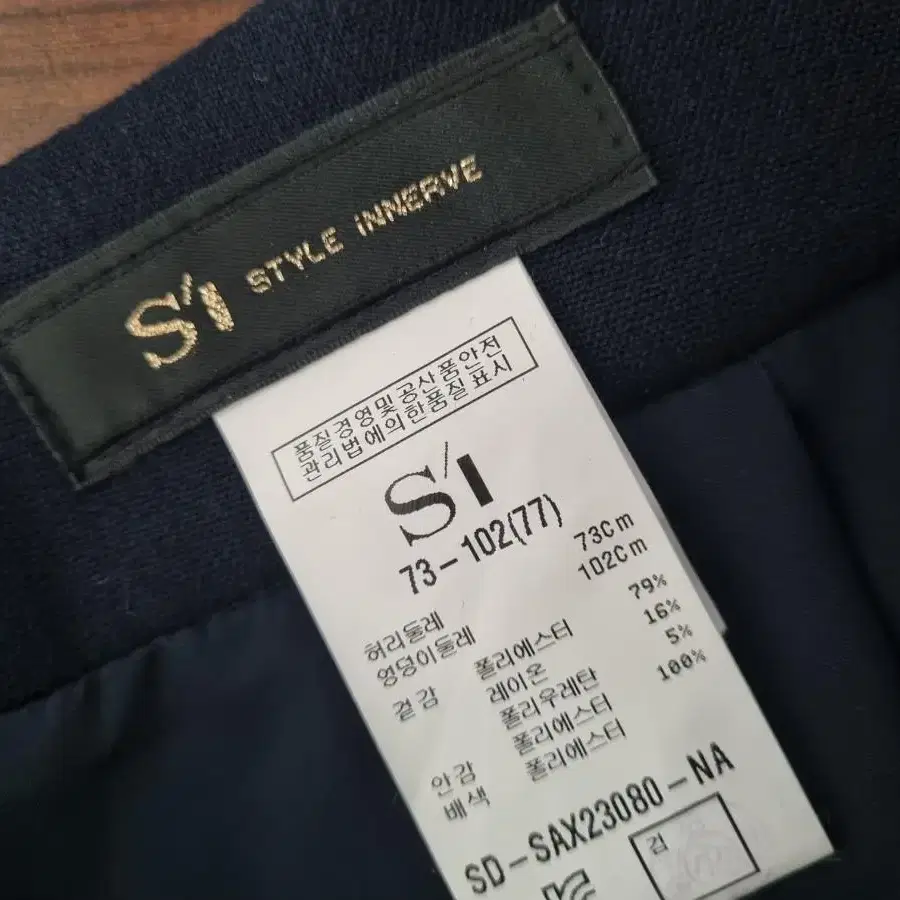 S'I STYLE INNERVE
품질경영및공산품안전
관리법에의한품질표시
S'I
73-102(77)
허리둘레 73Cm
엉덩이둘레 102Cm
겉감 폴리에스터 79%
레이온 16%
폴리우레탄 5%
안감 폴리에스터 100%
배색 폴리에스터
SD-SAX23080-NA
검